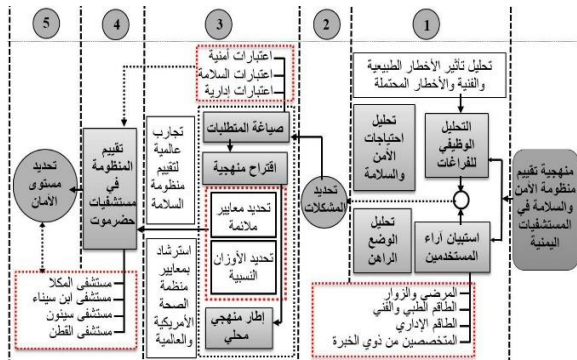 1
2
3
4
5
منهجية تقييم
منظومة الأمن
والسلامة في
المستشفيات
اليمنية
تحليل تأثير الأخطار الطبيعية
والفنية والأخطار المحتملة
التحليل
الوظيفي
للفراغات
تحليل
احتياجات
الأمن
والسلامة
تحليل
الوضع
الراهن
استبيان آراء
المستخدمين
المرضي والزوار
الطاقم الطبي والفني
الطاقم الإداري
المتخصصين من ذوي الخبرة
تحديد
المشكلات
اعتبارات أمنية
اعتبارات السلامة
اعتبارات إدارية
صياغة المتطلبات
اقتراح منهجية
تحديد معايير
ملائمة
تحديد الأوزان
النسبية
إطار منهجي
محلي
تجارب
عالمية
لتقييم
منظومة
السلامة
استرشاد
بمعايير
منظمة
الصحة
الأمريكية
والعالمية
تقييم
المنظومة
في
مستشفيات
حضرموت
تحديد
مستوى
الأمان
مستشفى المكلا
مستشفى ابن سيناء
مستشفى سيئون
مستشفى القطن